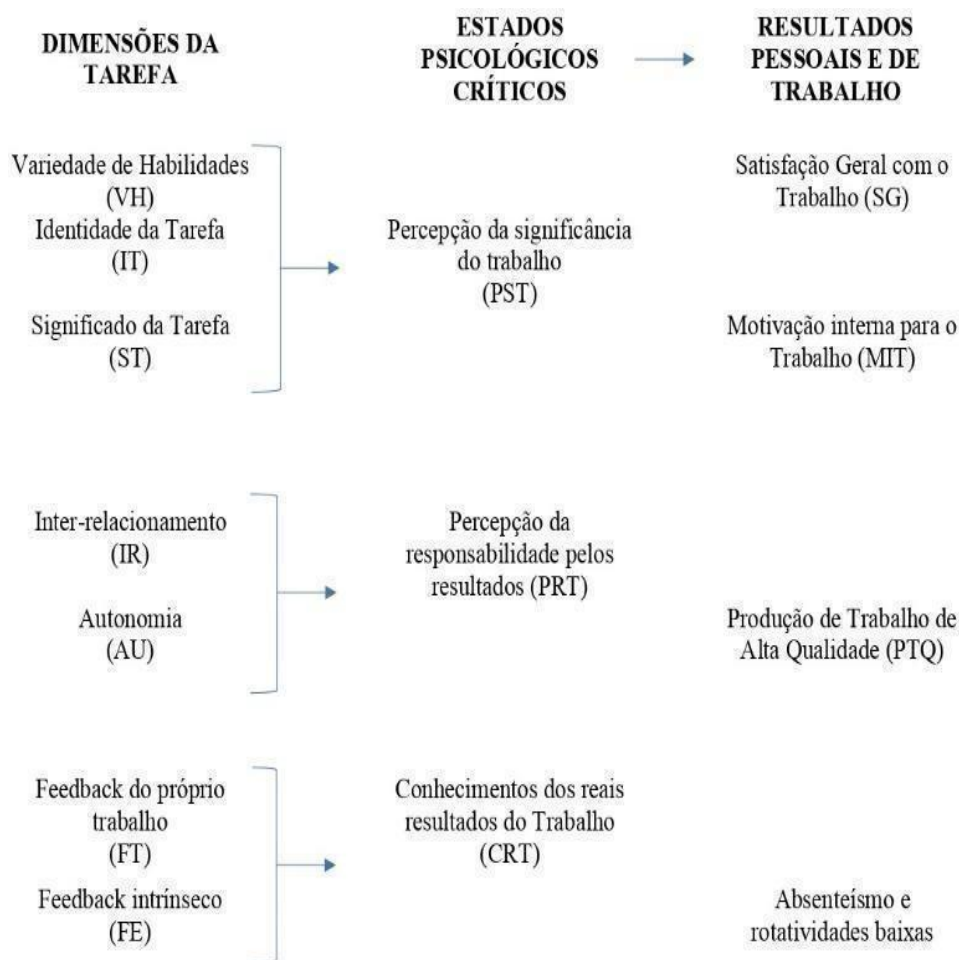 DIMENSÕES DA
TAREFA
ESTADOS
PSICOLÓGICOS
CRÍTICOS
RESULTADOS
PESSOAIS E DE
TRABALHO
Variedade de Habilidades
(VH)
Identidade da Tarefa
(IT)
Significado da Tarefa
(ST)
Percepção da significância
do trabalho
(PST)
Satisfação Geral com o
Trabalho (SG)
Motivação interna para o
Trabalho (MIT)
Inter-relacionamento
(IR)
Autonomia
(AU)
Percepção da
responsabilidade pelos
resultados (PRT)
Produção de Trabalho de
Alta Qualidade (PTQ)
Feedback do próprio
trabalho
(FT)
Feedback intrínseco
(FE)
Conhecimentos dos reais
resultados do Trabalho
(CRT)
Absenteísmo e
rotatividades baixas